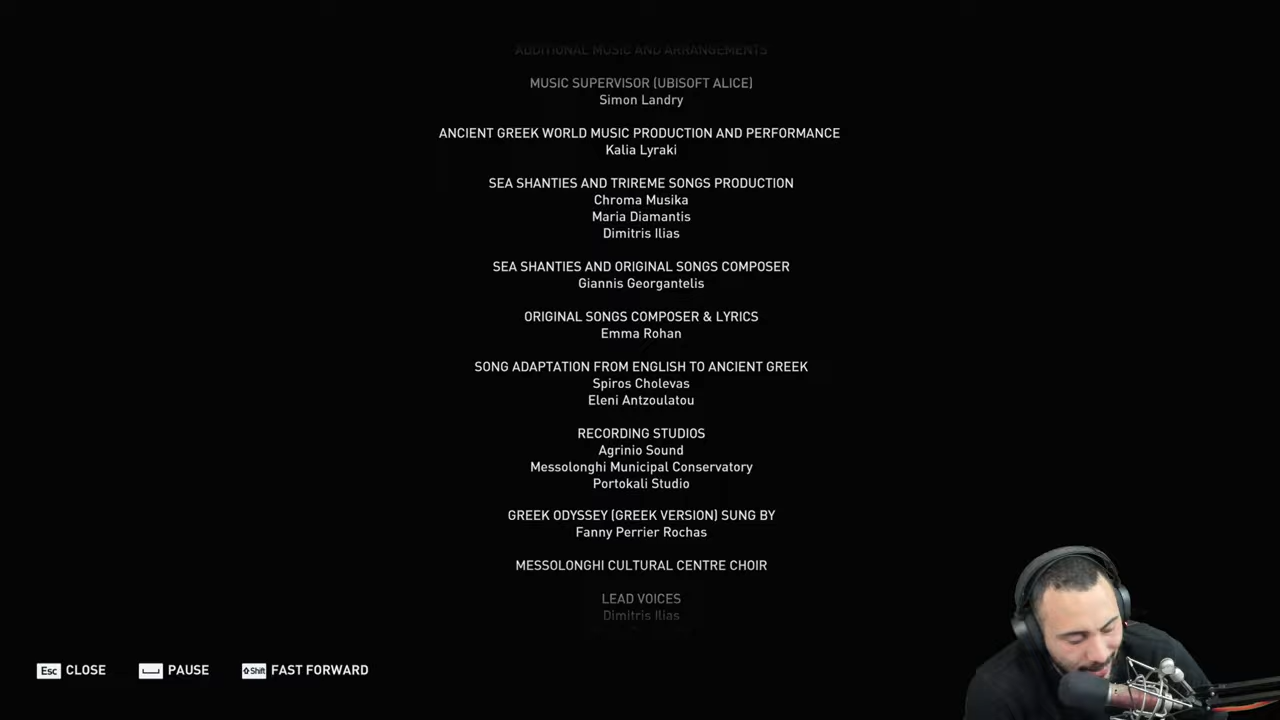 ADDITIONAL MUSIC AND ARRANGEMENTS
MUSIC SUPERVISOR (UBISOFT ALICE)
Simon Landry
ANCIENT GREEK WORLD MUSIC PRODUCTION AND PERFORMANCE
Kalia Lyraki
SEA SHANTIES AND TRIREME SONGS PRODUCTION
Chroma Musika
Maria Diamantis
Dimitris Ilias
SEA SHANTIES AND ORIGINAL SONGS COMPOSER
Giannis Georgantelis
ORIGINAL SONGS COMPOSER & LYRICS
Emma Rohan
SONG ADAPTATION FROM ENGLISH TO ANCIENT GREEK
Spiros Cholevas
Eleni Antzoulatou
RECORDING STUDIOS
Agrinio Sound
Messolonghi Municipal Conservatory
Portokali Studio
GREEK ODYSSEY (GREEK VERSION) SUNG BY
Fanny Perrier Rochas
MESSOLONGHI CULTURAL CENTRE CHOIR
LEAD VOICES
Dimitris Ilias
Esc CLOSE PAUSE Shift FAST FORWARD